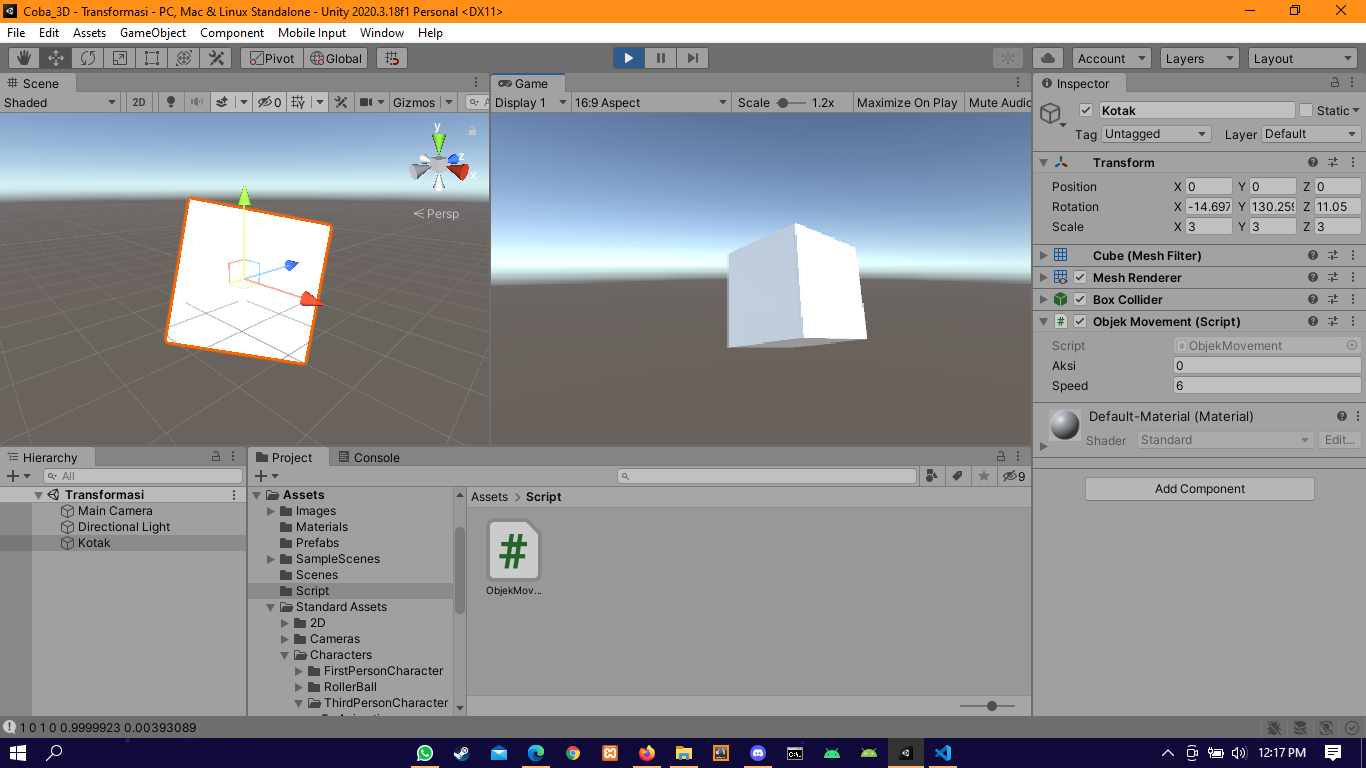 Coba_3D - Transformasi - PC, Mac & Linux Standalone - Unity 2020.3.18f1 Personal <DX11>
File Edit Assets GameObject Component Mobile Input Window Help
Pivot Global Account Layers Layout
Scene
Shaded 2D 0 Gizmos A
y
z
x
Persp
Game
Display 1 16:9 Aspect Scale 1.2x Maximize On Play Mute Audio
Inspector
Kotak Static
Tag Untagged Layer Default
Transform
Position X 0 Y 0 Z 0
Rotation X -14.697 Y 130.259 Z 11.05
Scale X 3 Y 3 Z 3
Cube (Mesh Filter)
Mesh Renderer
Box Collider
# Objek Movement (Script)
Script # ObjekMovement
Aksi 0
Speed 6
Default-Material (Material)
Shader Standard Edit...
Add Component
Hierarchy
All
Transformasi
Main Camera
Directional Light
Kotak
Project Console
9
Assets
Images
Materials
Prefabs
SampleScenes
Scenes
Script
Standard Assets
2D
Cameras
Characters
FirstPersonCharacter
RollerBall
ThirdPersonCharacter
Assets > Script
#
ObjekMov...
1 0 1 0 0.9999923 0.00393089
12:17 PM